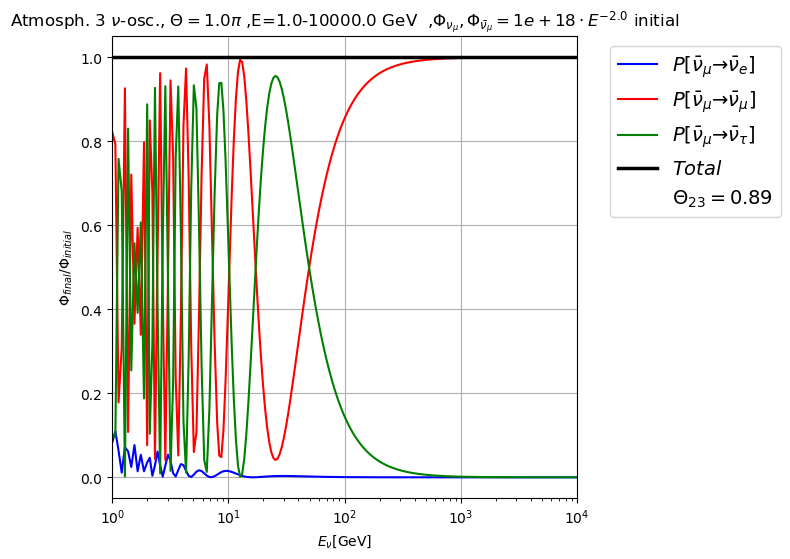 Atmosph. 3 ν-osc., Θ = 1.0π ,E=1.0-10000.0 GeV ,Φ_{ν_μ}, Φ_{ν̄_μ} = 1e + 18 · E^{−2.0} initial
P[ν̄_μ→ν̄_e]
P[ν̄_μ→ν̄_μ]
P[ν̄_μ→ν̄_τ]
Total
Θ_{23} = 0.89
Φ_{final}/Φ_{initial}
1.0
0.8
0.6
0.4
0.2
0.0
10^0 10^1 10^2 10^3 10^4
E_ν[GeV]